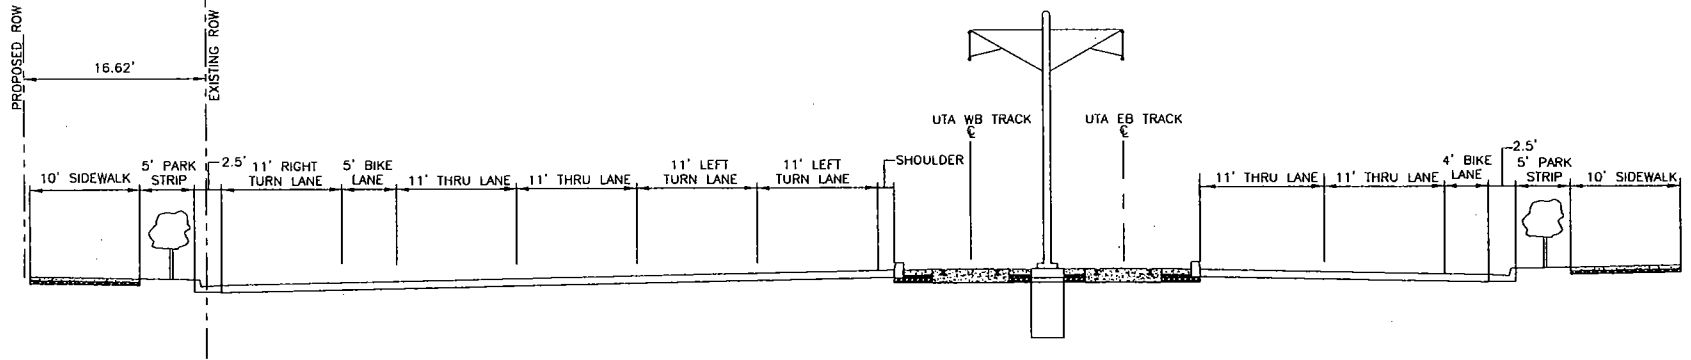 PROPOSED ROW
16.62'
EXISTING ROW
10' SIDEWALK
5' PARK
STRIP
2.5'
11' RIGHT
TURN LANE
5' BIKE
LANE
11' THRU LANE
11' THRU LANE
11' LEFT
TURN LANE
11' LEFT
TURN LANE
SHOULDER
UTA WB TRACK
℄
UTA EB TRACK
℄
11' THRU LANE
11' THRU LANE
4' BIKE
LANE
2.5'
5' PARK
STRIP
10' SIDEWALK